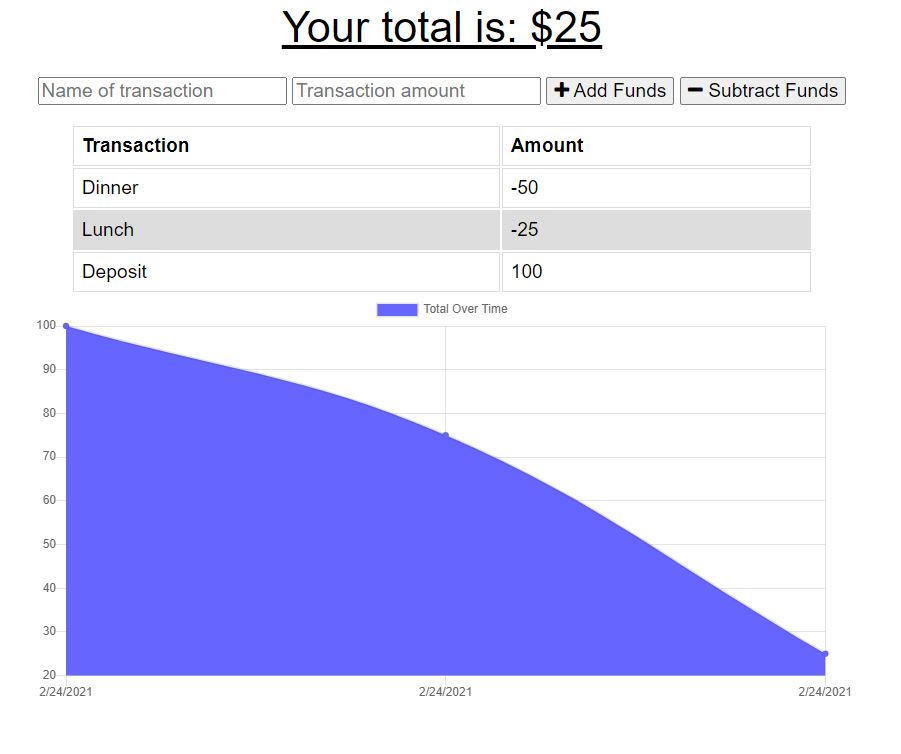 Your total is: $25
Name of transaction Transaction amount Add Funds Subtract Funds
Transaction Amount
Dinner -50
Lunch -25
Deposit 100
Total Over Time
100
90
80
70
60
50
40
30
20
2/24/2021 2/24/2021 2/24/2021